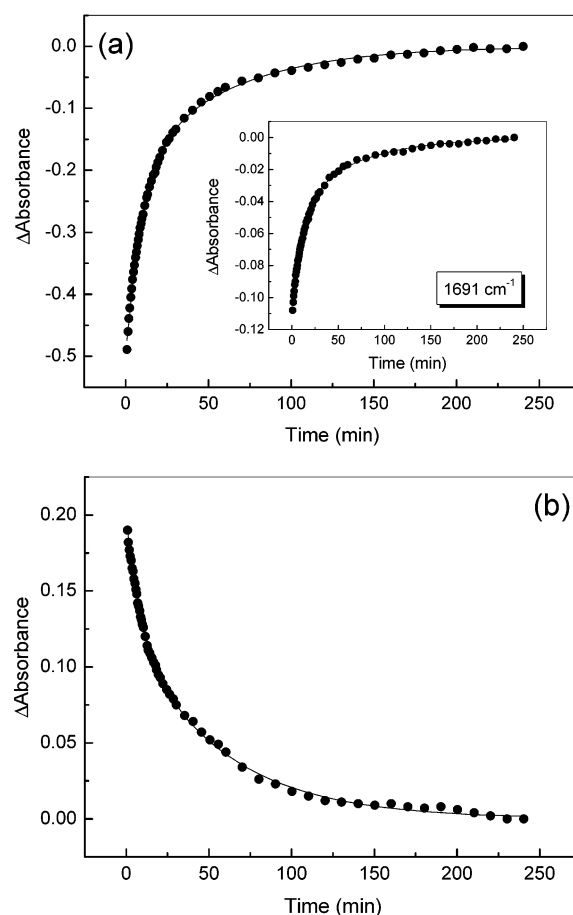 (a)
0.0
-0.1
-0.2
-0.3
-0.4
-0.5
ΔAbsorbance
0 50 100 150 200 250
Time (min)
0.00
-0.02
-0.04
-0.06
-0.08
-0.10
-0.12
ΔAbsorbance
1691 cm⁻¹
0 50 100 150 200 250
Time (min)
(b)
0.20
0.15
0.10
0.05
0.00
ΔAbsorbance
0 50 100 150 200 250
Time (min)